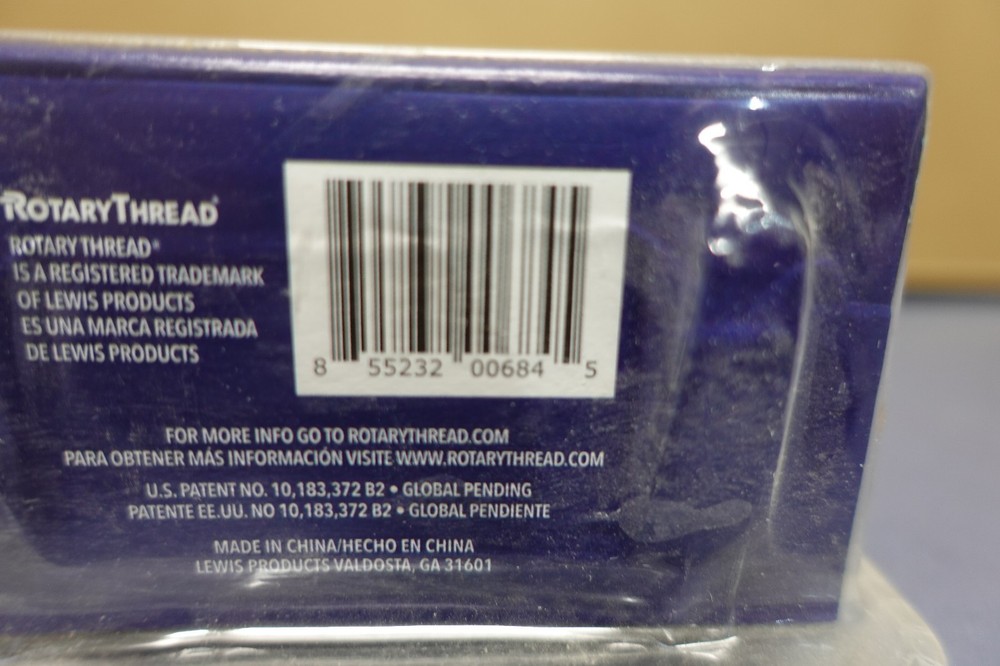 ROTARYTHREAD®
ROTARY THREAD®
IS A REGISTERED TRADEMARK
OF LEWIS PRODUCTS
ES UNA MARCA REGISTRADA
DE LEWIS PRODUCTS
8 55232 00684 5
FOR MORE INFO GO TO ROTARYTHREAD.COM
PARA OBTENER MÁS INFORMACIÓN VISITE WWW.ROTARYTHREAD.COM
U.S. PATENT NO. 10,183,372 B2 • GLOBAL PENDING
PATENTE EE.UU. NO 10,183,372 B2 • GLOBAL PENDIENTE
MADE IN CHINA/HECHO EN CHINA
LEWIS PRODUCTS VALDOSTA, GA 31601